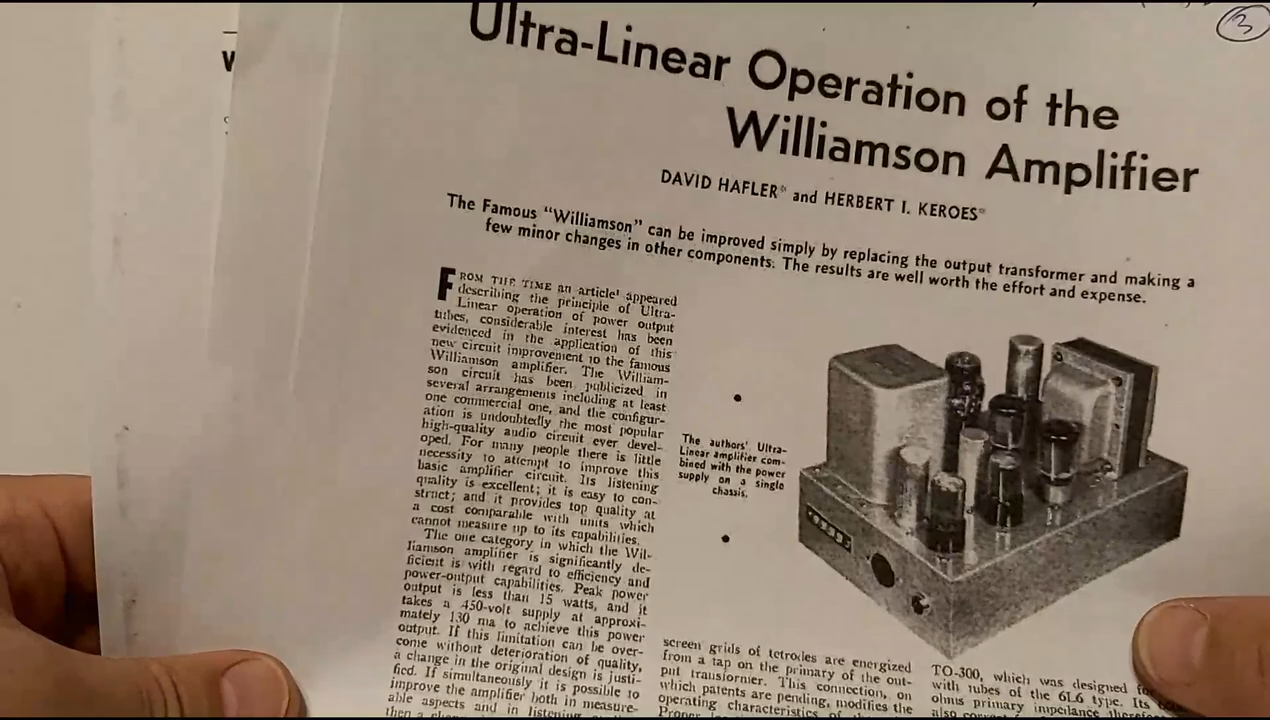 3
V
Ultra-Linear Operation of the
Williamson Amplifier
DAVID HAFLER* and HERBERT I. KEROES*
The Famous "Williamson" can be improved simply by replacing the output transformer and making a
few minor changes in other components. The results are well worth the effort and expense.
FROM THE TIME an article¹ appeared
describing the principle of Ultra-
Linear operation of power output
tubes, considerable interest has been
evidenced in the application of this
new circuit improvement to the famous
Williamson amplifier. The William-
son circuit has been publicized in
several arrangements including at least
one commercial one, and the configur-
ation is undoubtedly the most popular
high-quality audio circuit ever devel-
oped. For many people there is little
necessity to attempt to improve this
basic amplifier circuit. Its listening
quality is excellent; it is easy to con-
struct; and it provides top quality at
a cost comparable with units which
cannot measure up to its capabilities.
The one category in which the Wil-
liamson amplifier is significantly de-
ficient is with regard to efficiency and
power-output capabilities. Peak power
output is less than 15 watts, and it
takes a 450-volt supply at approxi-
mately 130 ma to achieve this power
output. If this limitation can be over-
come without deterioration of quality,
a change in the original design is justi-
fied. If simultaneously it is possible to
improve the amplifier both in measure-
able aspects and in listening
then a
The authors' Ultra-
Linear amplifier com-
bined with the power
supply on a single
chassis.
screen grids of tetrodes are energized
from a tap on the primary of the out-
put transformer. This connection, on
which patents are pending, modifies the
operating characteristics of
TO-300, which was designed
with tubes of the 6L6 type. Its
ohms primary impedance
also